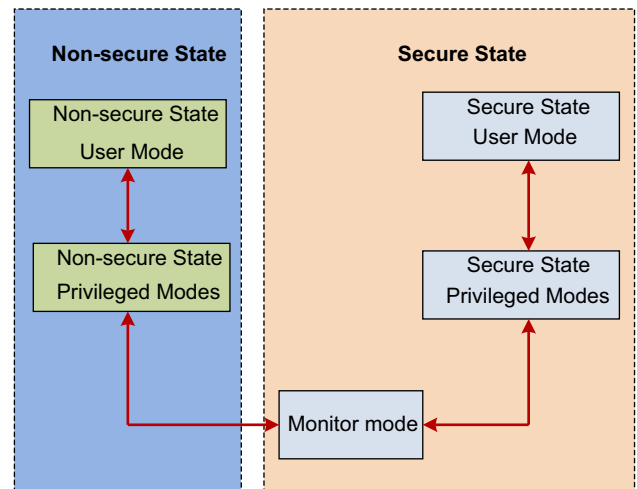 Non-secure State
Secure State
Non-secure State
User Mode
Secure State
User Mode
Non-secure State
Privileged Modes
Secure State
Privileged Modes
Monitor mode